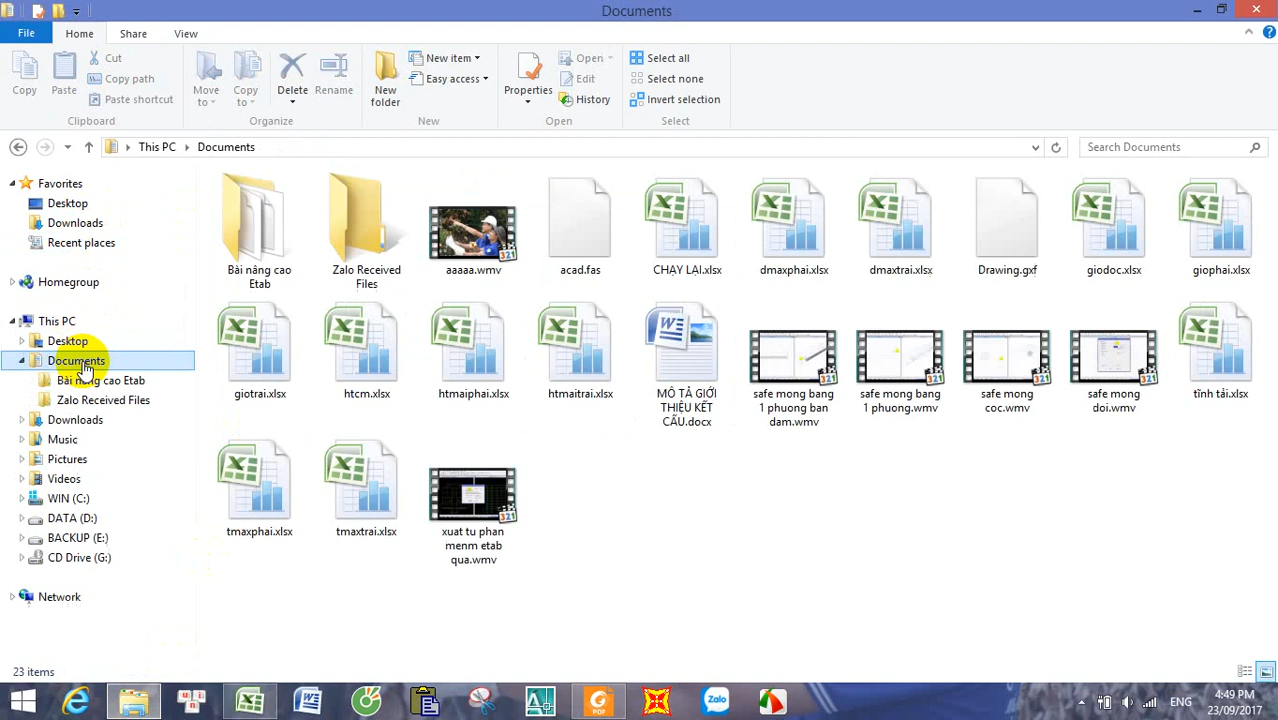 Documents
File
Home
Share
View
Copy
Paste
Cut
Copy path
Paste shortcut
Clipboard
Move to
Copy to
Delete
Rename
Organize
New folder
New item
Easy access
New
Properties
Open
Edit
History
Open
Select all
Select none
Invert selection
Select
This PC
Documents
Search Documents
Favorites
Desktop
Downloads
Recent places
Homegroup
This PC
Desktop
Documents
Bài nâng cao Etab
Zalo Received Files
Downloads
Music
Pictures
Videos
WIN (C:)
DATA (D:)
BACKUP (E:)
CD Drive (G:)
Network
Bài nâng cao
Etab
Zalo Received
Files
aaaaa.wmv
acad.fas
CHẠY LẠI.xlsx
dmaxphai.xlsx
dmaxtrai.xlsx
Drawing.gxf
giodoc.xlsx
giophai.xlsx
giotrai.xlsx
htcm.xlsx
htmaiphai.xlsx
htmaitrai.xlsx
MÔ TẢ GIỚI
THIỆU KẾT
CẤU.docx
safe mong bang
1 phuong ban
dam.wmv
safe mong bang
1 phuong.wmv
safe mong
coc.wmv
safe mong
doi.wmv
tĩnh tải.xlsx
tmaxphai.xlsx
tmaxtrai.xlsx
xuat tu phan
menm etab
qua.wmv
23 items
ENG
4:49 PM
23/09/2017